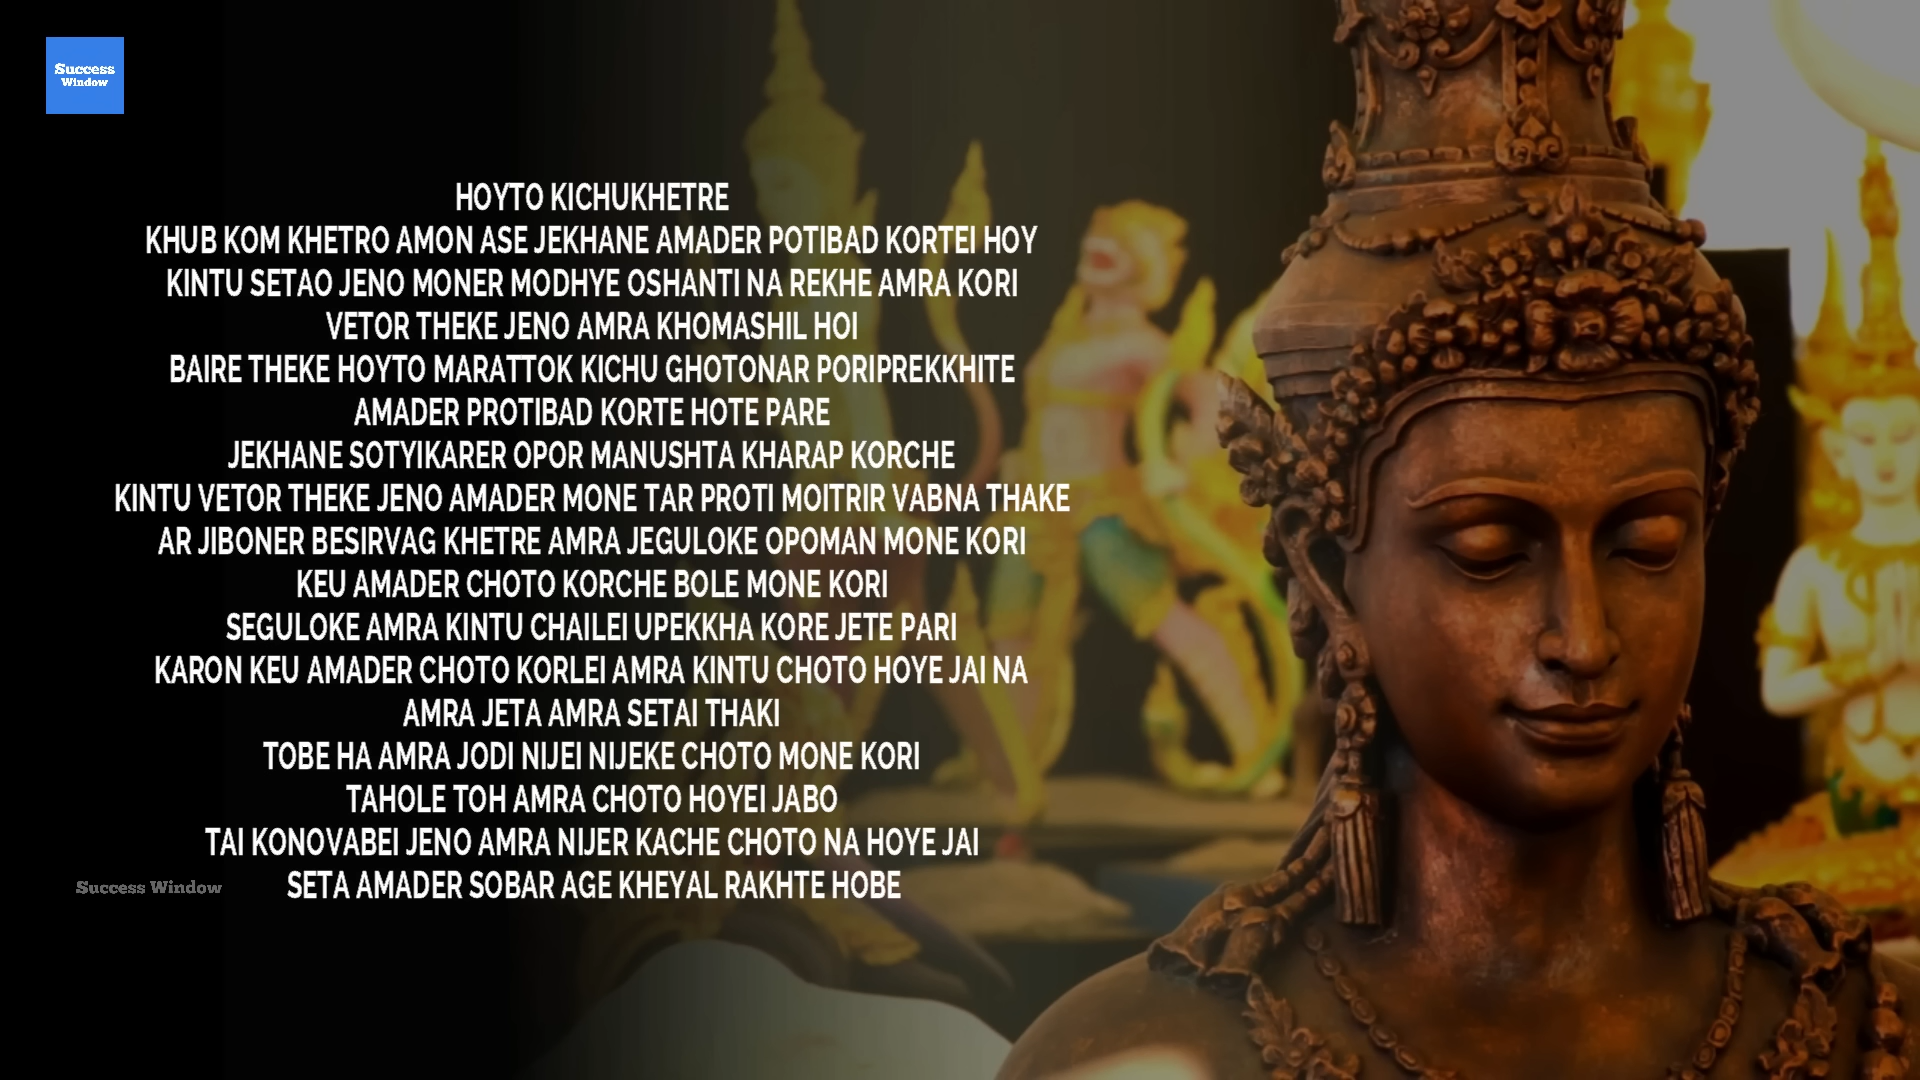 Success
Window
HOYTO KICHUKHETRE
KHUB KOM KHETRO AMON ASE JEKHANE AMADER POTIBAD KORTEI HOY
KINTU SETAO JENO MONER MODHYE OSHANTI NA REKHE AMRA KORI
VETOR THEKE JENO AMRA KHOMASHIL HOI
BAIRE THEKE HOYTO MARATTOK KICHU GHOTONAR PORIPREKKHITE
AMADER PROTIBAD KORTE HOTE PARE
JEKHANE SOTYIKARER OPOR MANUSHTA KHARAP KORCHE
KINTU VETOR THEKE JENO AMADER MONE TAR PROTI MOITRIR VABNA THAKE
AR JIBONER BESIRVAG KHETRE AMRA JEGULOKE OPOMAN MONE KORI
KEU AMADER CHOTO KORCHE BOLE MONE KORI
SEGULOKE AMRA KINTU CHAILEI UPEKKHA KORE JETE PARI
KARON KEU AMADER CHOTO KORLEI AMRA KINTU CHOTO HOYE JAI NA
AMRA JETA AMRA SETAI THAKI
TOBE HA AMRA JODI NIJEI NIJEKE CHOTO MONE KORI
TAHOLE TOH AMRA CHOTO HOYEI JABO
TAI KONOVABEI JENO AMRA NIJER KACHE CHOTO NA HOYE JAI
SETA AMADER SOBAR AGE KHEYAL RAKHTE HOBE
Success Window